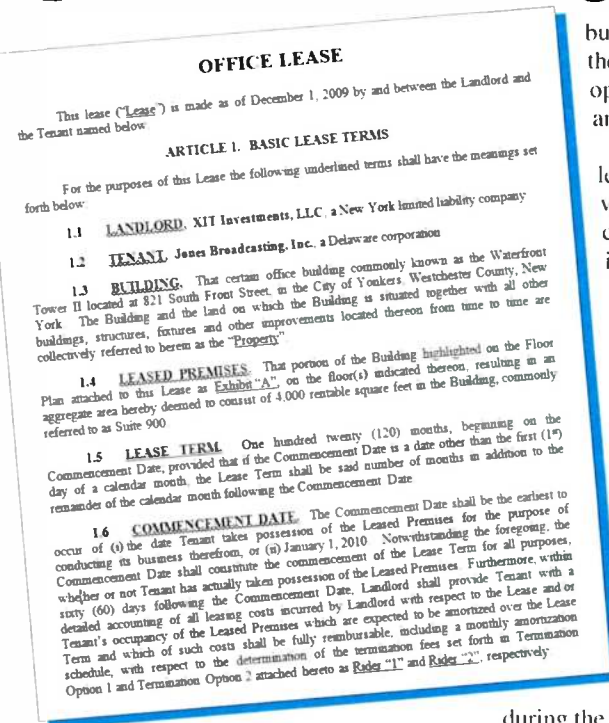 OFFICE LEASE
This lease ("Lease") is made as of December 1, 2009 by and between the Landlord and
the Tenant named below
ARTICLE 1. BASIC LEASE TERMS
For the purposes of this Lease the following underlined terms shall have the meanings set
forth below
1.1 LANDLORD. XIT Investments, LLC, a New York limited liability company
1.2 TENANT. Jones Broadcasting, Inc., a Delaware corporation
1.3 BUILDING. That certain office building commonly known as the Waterfront
Tower II located at 821 South Front Street, in the City of Yonkers, Westchester County, New
York The Building and the land on which the Building is situated together with all other
buildings, structures, fixtures and other improvements located thereon from time to time are
collectively referred to herein as the "Property"
1.4 LEASED PREMISES. That portion of the Building highlighted on the Floor
Plan attached to this Lease as Exhibit "A", on the floor(s) indicated thereon, resulting in an
aggregate area hereby deemed to consist of 4,000 rentable square feet in the Building, commonly
referred to as Suite 900
1.5 LEASE TERM. One hundred twenty (120) months, beginning on the
Commencement Date, provided that if the Commencement Date is a date other than the first (1st)
day of a calendar month, the Lease Term shall be said number of months in addition to the
remainder of the calendar month following the Commencement Date
1.6 COMMENCEMENT DATE. The Commencement Date shall be the earliest to
occur of (i) the date Tenant takes possession of the Leased Premises for the purpose of
conducting its business therefrom, or (ii) January 1, 2010 Notwithstanding the foregoing, the
Commencement Date shall constitute the commencement of the Lease Term for all purposes,
whether or not Tenant has actually taken possession of the Leased Premises. Furthermore, within
sixty (60) days following the Commencement Date, Landlord shall provide Tenant with a
detailed accounting of all leasing costs incurred by Landlord with respect to the Lease and/or
Tenant's occupancy of the Leased Premises which are expected to be amortized over the Lease
Term and which of such costs shall be fully reimbursable, including a monthly amortization
schedule, with respect to the determination of the termination fees set forth in Termination
Option 1 and Termination Option 2 attached hereto as Rider "1" and Rider "2", respectively
during the